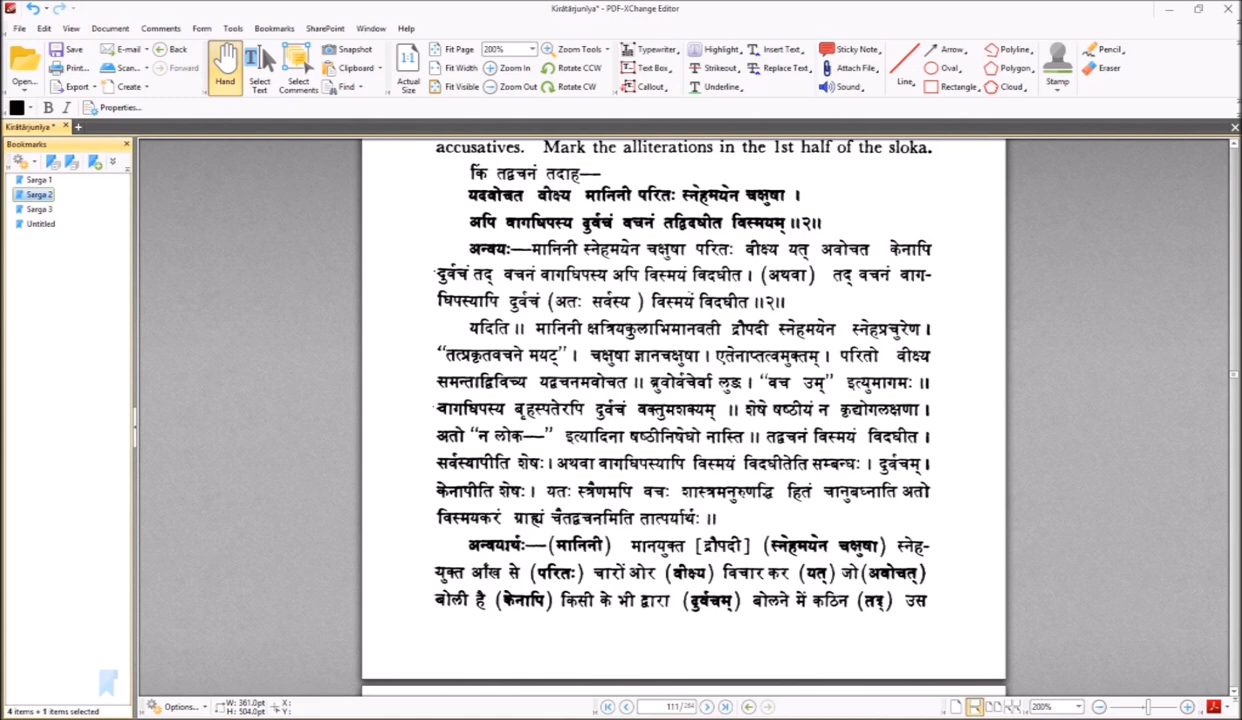 Kirātārjunīya* - PDF-XChange Editor
File Edit View Document Comments Form Tools Bookmarks SharePoint Window Help
Open... Save E-mail Back Hand Select Text Select Comments Snapshot Actual Size Fit Page 200% Zoom Tools Typewriter Highlight Insert Text Sticky Note Line Arrow Polyline Stamp Pencil
Print... Scan... Forward Clipboard Fit Width Zoom In Rotate CCW Text Box Strikeout Replace Text Attach File Oval Polygon Eraser
Export Create Find Fit Visible Zoom Out Rotate CW Callout Underline Sound Rectangle Cloud
B I Properties...
Kirātārjunīya *
Bookmarks
Sarga 1
Sarga 2
Sarga 3
Untitled
accusatives. Mark the alliterations in the 1st half of the sloka.
किं तद्वचनं तदाह—
यदवोचत वीक्ष्य मानिनी परितः स्नेहमयेन चक्षुषा ।
अपि वागधिपस्य दुर्वचं वचनं तद्विदधीत विस्मयम् ॥२॥
अन्वयः—मानिनी स्नेहमयेन चक्षुषा परितः वीक्ष्य यत् अवोचत केनापि
दुर्वचं तद् वचनं वागधिपस्य अपि विस्मयं विदधीत । (अथवा) तद् वचनं वाग-
धिपस्यापि दुर्वचं (अतः सर्वस्य ) विस्मयं विदधीत ॥२॥
यदिति ॥ मानिनी क्षत्रियकुलाभिमानवती द्रौपदी स्नेहमयेन स्नेहप्रचुरेण ।
“तत्प्रकृतवचने मयट्” । चक्षुषा ज्ञानचक्षुषा । एतेनाप्तत्वमुक्तम् । परितो वीक्ष्य
समन्ताद्विविच्य यद्वचनमवोचत ॥ ब्रुवोर्वचेर्वा लुङ । “वच उम्” इत्युमागमः ॥
वागधिपस्य बृहस्पतेरपि दुर्वचं वक्तुमशक्यम् ॥ शेषे षष्ठीयं न कृद्योगलक्षणा ।
अतो “न लोक—” इत्यादिना षष्ठीनिषेधो नास्ति ॥ तद्वचनं विस्मयं विदधीत ।
सर्वस्यापीति शेषः । अथवा वागधिपस्यापि विस्मयं विदधीतेति सम्बन्धः । दुर्वचम् ।
केनापीति शेषः । यतः स्त्रैणमपि वचः शास्त्रमनुरुणद्धि हितं चानुबध्नाति अतो
विस्मयकरं ग्राह्यं चैतद्वचनमिति तात्पर्यार्थः ॥
अन्वयार्थः—(मानिनी) मानयुक्त [द्रौपदी] (स्नेहमयेन चक्षुषा) स्नेह-
युक्त आँख से (परितः) चारों ओर (वीक्ष्य) विचार कर (यत्) जो (अवोचत्)
बोली है (केनापि) किसी के भी द्वारा (दुर्वचम्) बोलने में कठिन (तत्) उस
4 items + 1 items selected Options... W: 361.0pt X:
H: 504.0pt Y:
111/284 200%